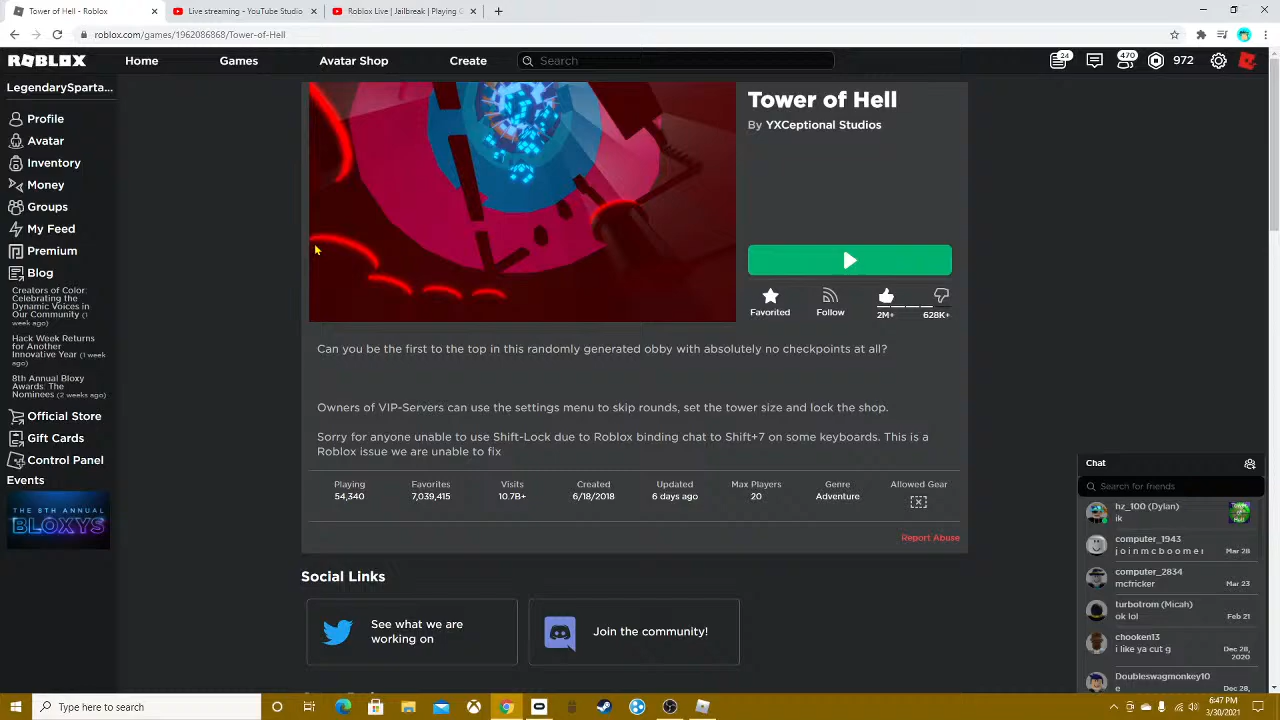 Tower of Hell - Roblox
Live streaming - YouTube Studio
Roblox Live | Jailbreak | Playing G
roblox.com/games/1962086868/Tower-of-Hell
ROBLOX
Home
Games
Avatar Shop
Create
Search
24
470
972
LegendarySparta...
Profile
Avatar
Inventory
Money
Groups
My Feed
Premium
Blog
Creators of Color:
Celebrating the
Dynamic Voices in
Our Community (1
week ago)
Hack Week Returns
for Another
Innovative Year (1 week
ago)
8th Annual Bloxy
Awards: The
Nominees (2 weeks ago)
Official Store
Gift Cards
Control Panel
Events
THE 8TH ANNUAL
BLOXYS
Tower of Hell
By YXCeptional Studios
Favorited
Follow
2M+
628K+
Can you be the first to the top in this randomly generated obby with absolutely no checkpoints at all?
Owners of VIP-Servers can use the settings menu to skip rounds, set the tower size and lock the shop.
Sorry for anyone unable to use Shift-Lock due to Roblox binding chat to Shift+7 on some keyboards. This is a
Roblox issue we are unable to fix
Playing
54,340
Favorites
7,039,415
Visits
10.7B+
Created
6/18/2018
Updated
6 days ago
Max Players
20
Genre
Adventure
Allowed Gear
Report Abuse
Social Links
See what we are
working on
Join the community!
Chat
Search for friends
hz_100 (Dylan)
ik
Tower of Hell
computer_1943
j o i n m c b o o m e r
Mar 28
computer_2834
mcfricker
Mar 23
turbotrom (Micah)
ok lol
Feb 21
chooken13
i like ya cut g
Dec 28,
2020
Doubleswagmonkey10
e
Dec 28,
Type here to search
6:47 PM
3/30/2021